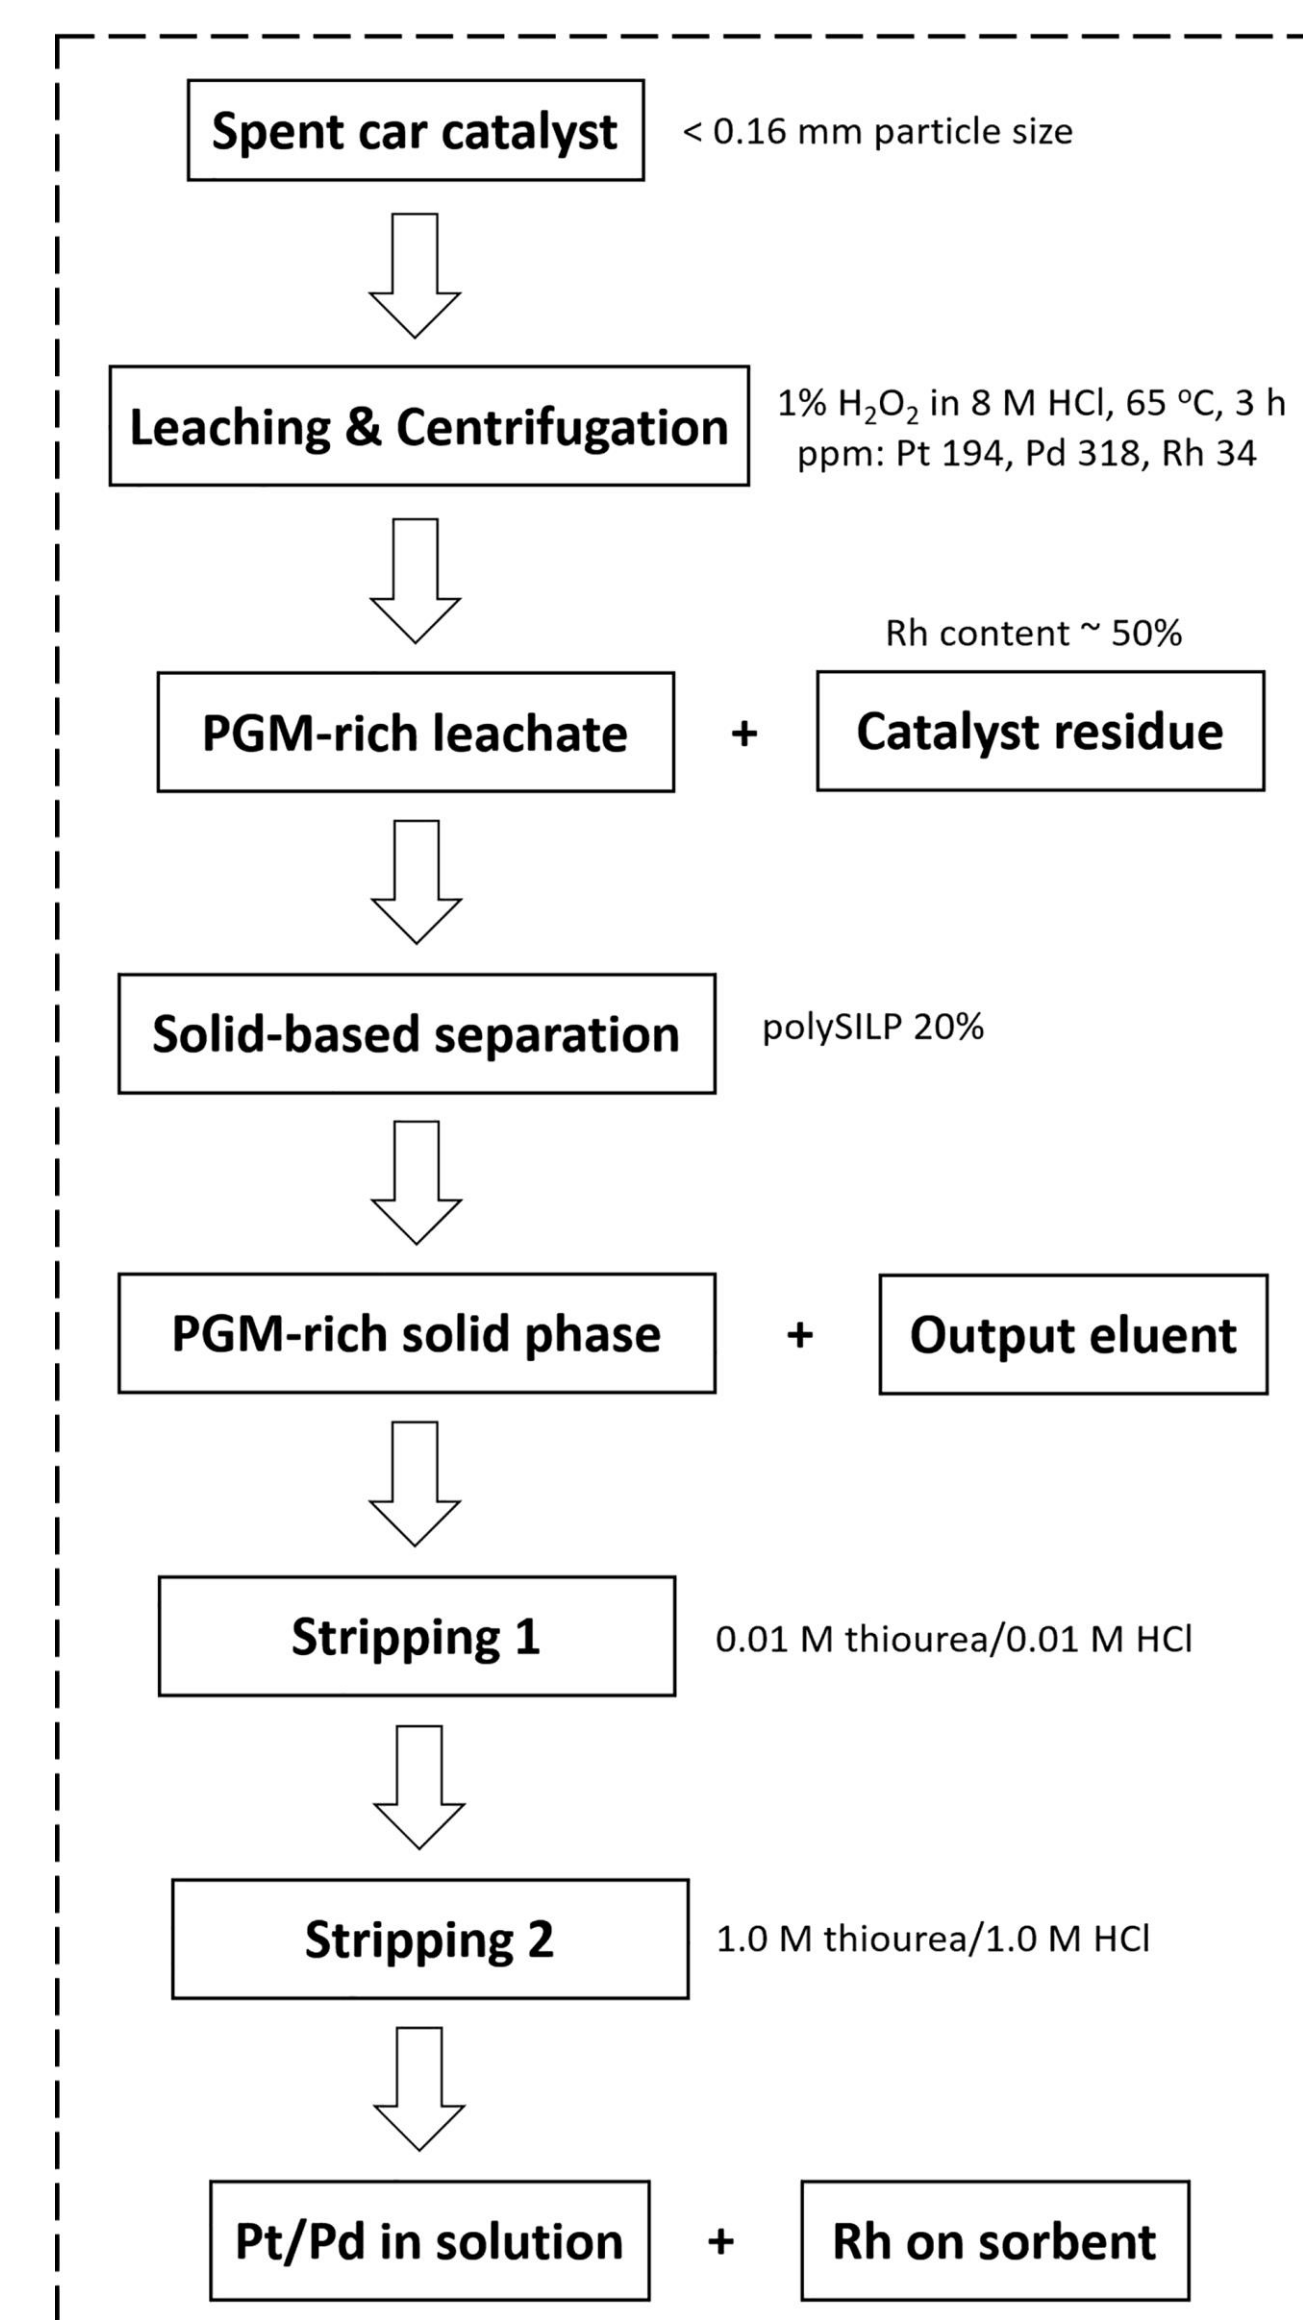 Spent car catalyst
< 0.16 mm particle size
Leaching & Centrifugation
1% H₂O₂ in 8 M HCl, 65 ᵒC, 3 h
ppm: Pt 194, Pd 318, Rh 34
Rh content ~ 50%
PGM-rich leachate + Catalyst residue
Solid-based separation
polySILP 20%
PGM-rich solid phase + Output eluent
Stripping 1
0.01 M thiourea/0.01 M HCl
Stripping 2
1.0 M thiourea/1.0 M HCl
Pt/Pd in solution + Rh on sorbent